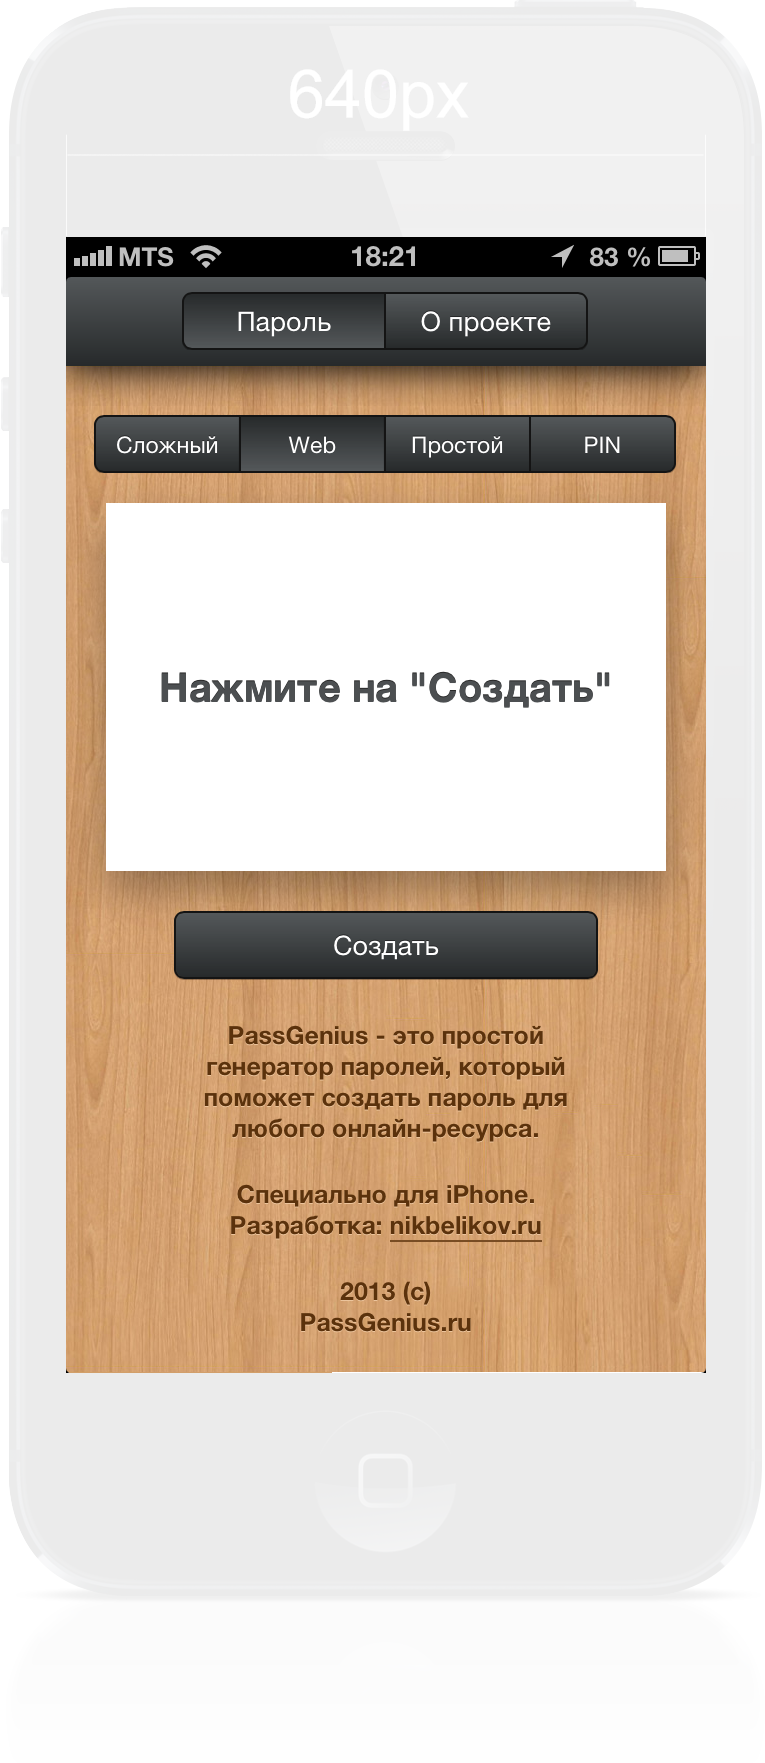 640px
MTS 18:21 83 %
Пароль О проекте
Сложный Web Простой PIN
Нажмите на "Создать"
Создать
PassGenius - это простой
генератор паролей, который
поможет создать пароль для
любого онлайн-ресурса.
Специально для iPhone.
Разработка: nikbelikov.ru
2013 (c)
PassGenius.ru